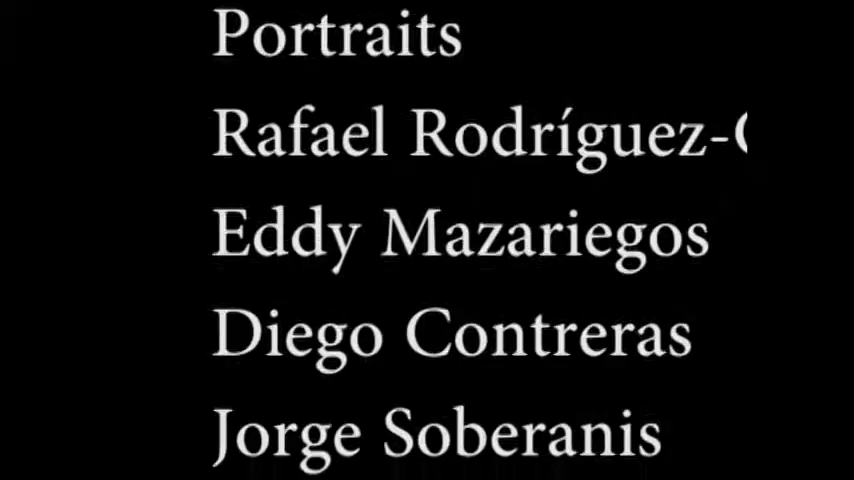 Portraits
Rafael Rodríguez-
Eddy Mazariegos
Diego Contreras
Jorge Soberanis